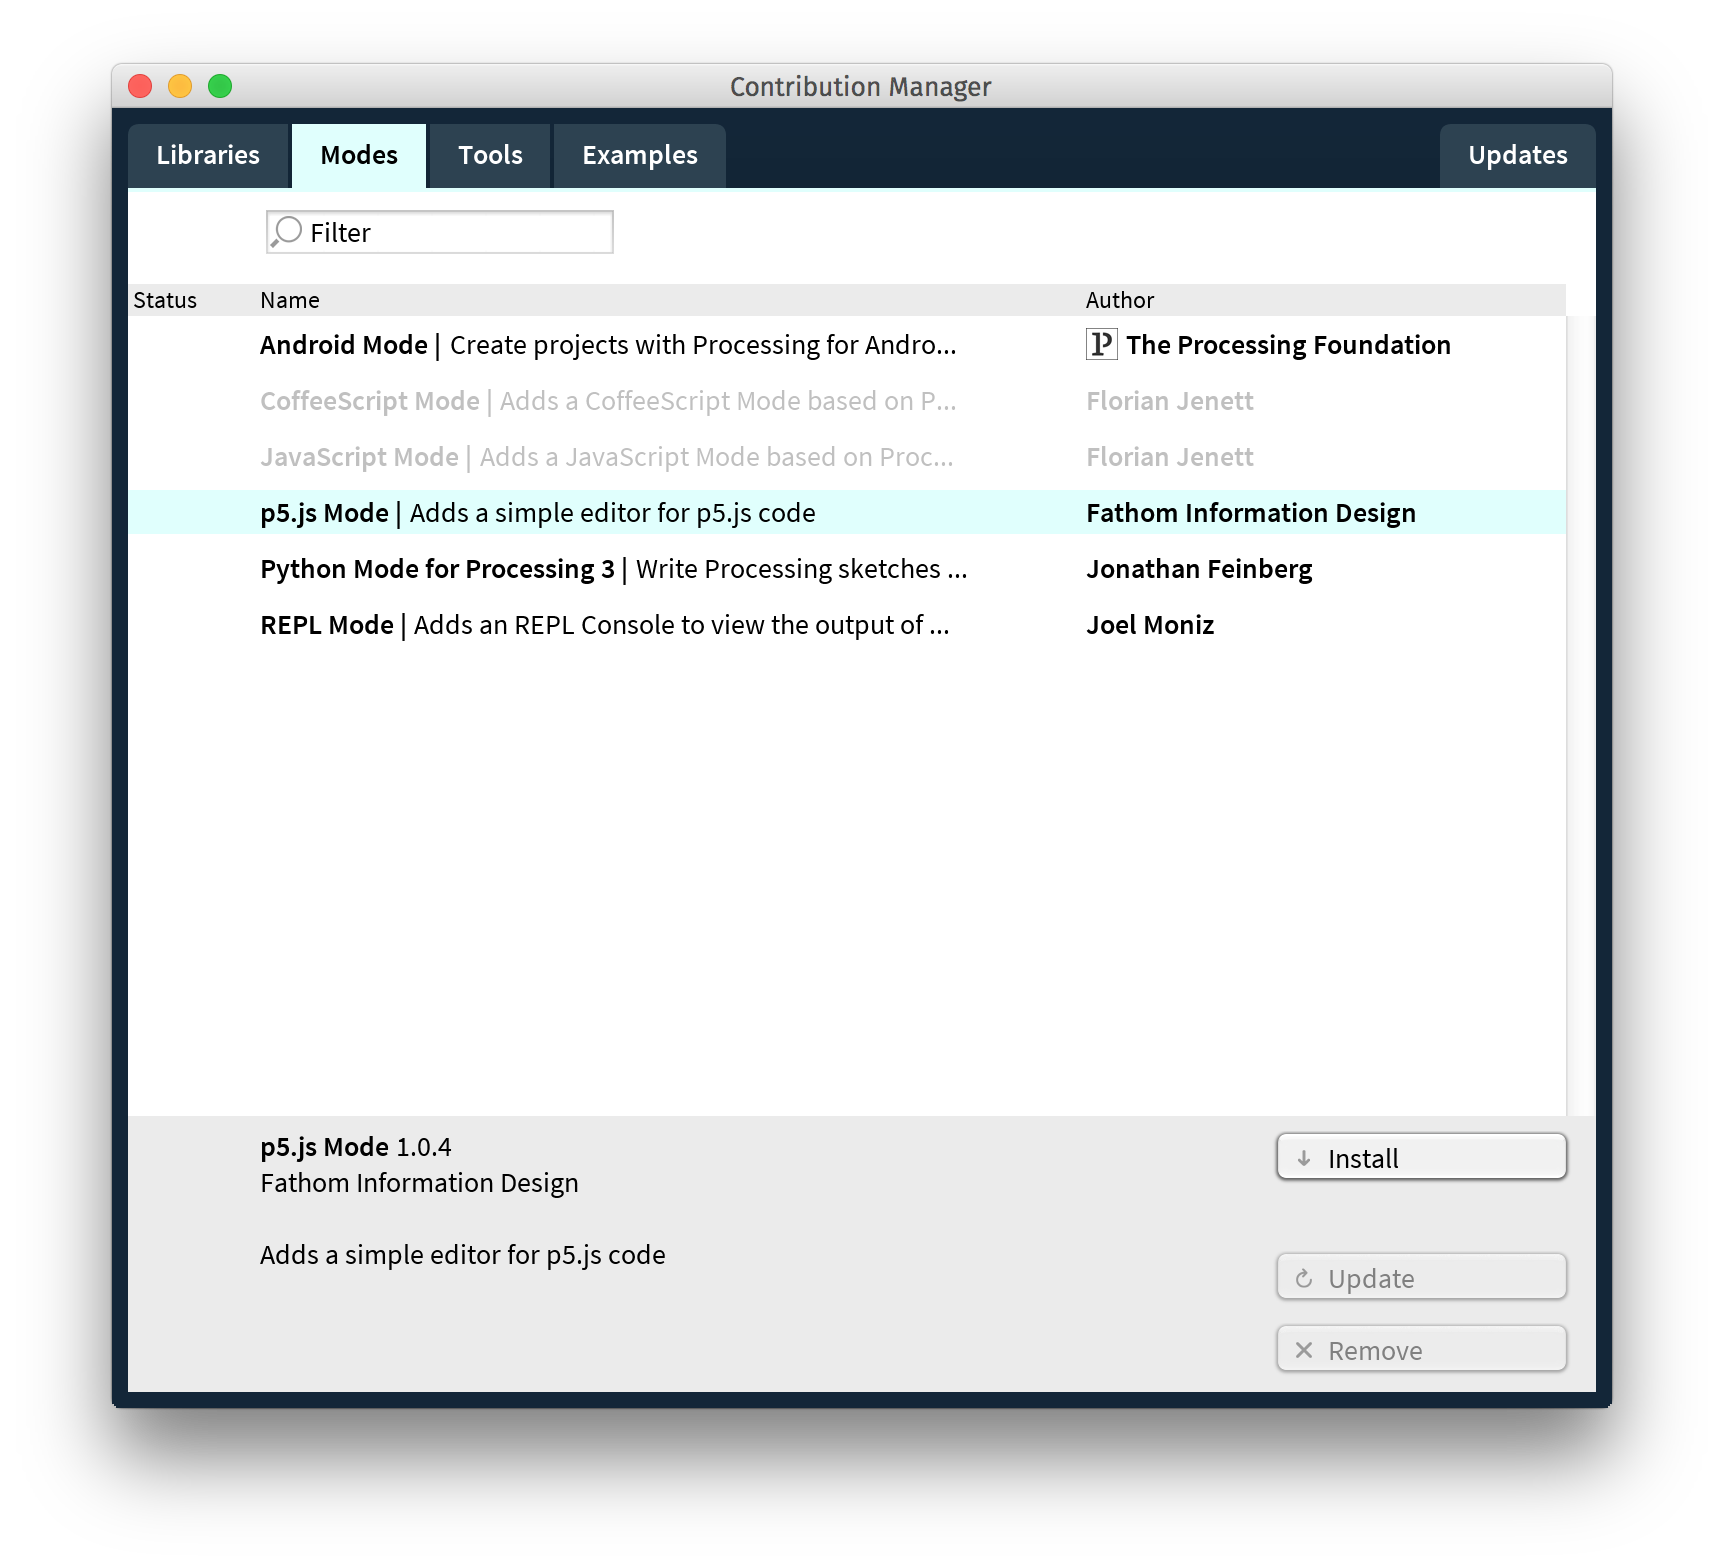 Contribution Manager
Libraries Modes Tools Examples Updates
Filter
Status Name Author
Android Mode | Create projects with Processing for Andro... P The Processing Foundation
CoffeeScript Mode | Adds a CoffeeScript Mode based on P... Florian Jenett
JavaScript Mode | Adds a JavaScript Mode based on Proc... Florian Jenett
p5.js Mode | Adds a simple editor for p5.js code Fathom Information Design
Python Mode for Processing 3 | Write Processing sketches ... Jonathan Feinberg
REPL Mode | Adds an REPL Console to view the output of ... Joel Moniz
p5.js Mode 1.0.4
Install
Fathom Information Design
Adds a simple editor for p5.js code
Update
Remove